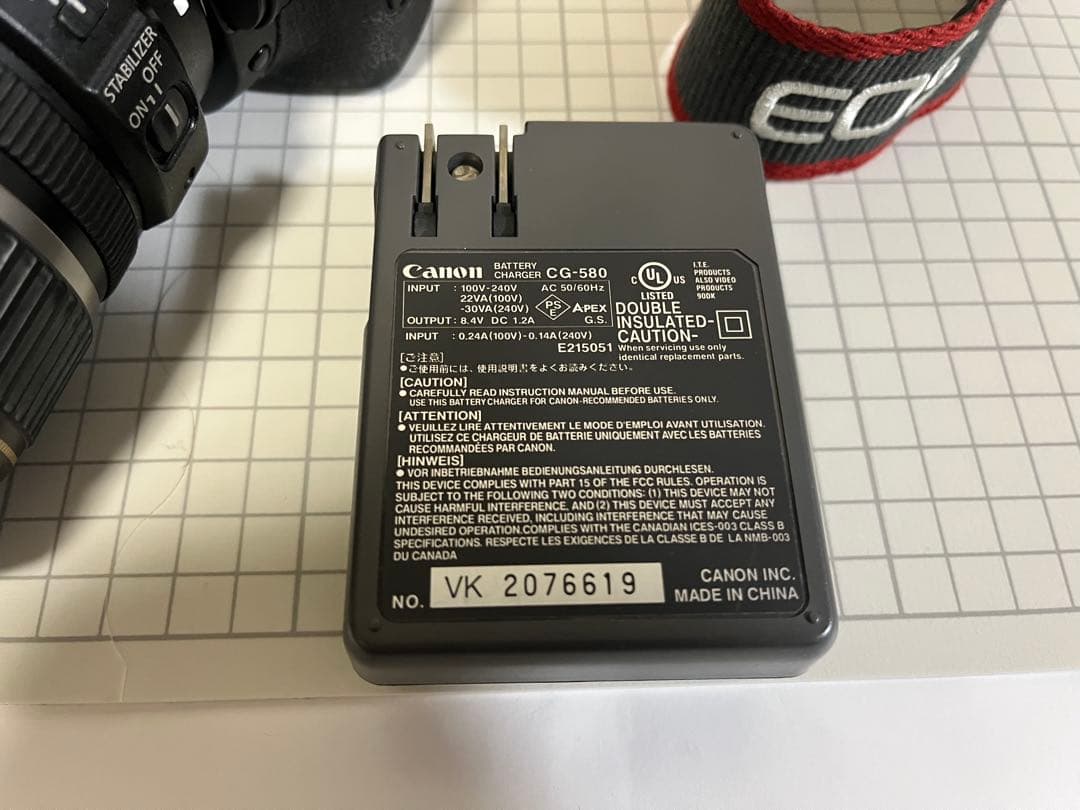 STABILIZER
ON OFF
EOS
Canon BATTERY CHARGER CG-580
INPUT : 100V-240V AC 50/60Hz
22VA(100V)
-30VA(240V)
OUTPUT : 8.4V DC 1.2A
PSE APEX G.S.
INPUT : 0.24A(100V)-0.14A(240V)
E215051
C UL US
LISTED
I.T.E.
PRODUCTS
ALSO VIDEO
PRODUCTS
900K
DOUBLE
INSULATED-
CAUTION-
When servicing use only
identical replacement parts.
[ご注意]
●ご使用前には、使用説明書をよくお読みください。
[CAUTION]
● CAREFULLY READ INSTRUCTION MANUAL BEFORE USE.
USE THIS BATTERY CHARGER FOR CANON-RECOMMENDED BATTERIES ONLY.
[ATTENTION]
● VEUILLEZ LIRE ATTENTIVEMENT LE MODE D'EMPLOI AVANT UTILISATION.
UTILISEZ CE CHARGEUR DE BATTERIE UNIQUEMENT AVEC LES BATTERIES
RECOMMANDÉES PAR CANON.
[HINWEIS]
● VOR INBETRIEBNAHME BEDIENUNGSANLEITUNG DURCHLESEN.
THIS DEVICE COMPLIES WITH PART 15 OF THE FCC RULES. OPERATION IS
SUBJECT TO THE FOLLOWING TWO CONDITIONS: (1) THIS DEVICE MAY NOT
CAUSE HARMFUL INTERFERENCE, AND (2) THIS DEVICE MUST ACCEPT ANY
INTERFERENCE RECEIVED, INCLUDING INTERFERENCE THAT MAY CAUSE
UNDESIRED OPERATION.COMPLIES WITH THE CANADIAN ICES-003 CLASS B
SPECIFICATIONS. RESPECTE LES EXIGENCES DE LA CLASSE B DE LA NMB-003
DU CANADA
NO. VK 2076619
CANON INC.
MADE IN CHINA